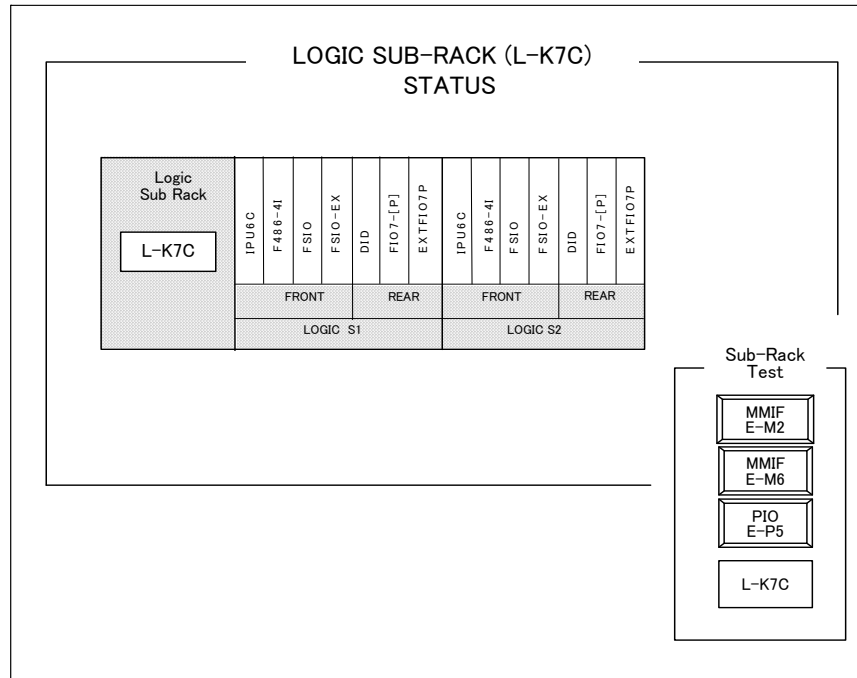 LOGIC SUB-RACK (L-K7C)
STATUS
Logic
Sub Rack
L-K7C
IPU6C
F486-4I
FSIO
FSIO-EX
DID
FIO7-[P]
EXTFIO7P
IPU6C
F486-4I
FSIO
FSIO-EX
DID
FIO7-[P]
EXTFIO7P
FRONT
REAR
FRONT
REAR
LOGIC S1
LOGIC S2
Sub-Rack
Test
MMIF
E-M2
MMIF
E-M6
PIO
E-P5
L-K7C